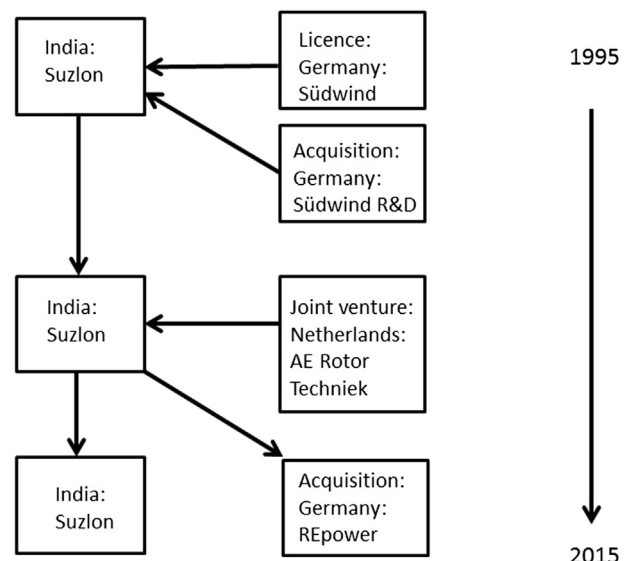 India:
Suzlon
Licence:
Germany:
Südwind
1995
Acquisition:
Germany:
Südwind R&D
India:
Suzlon
Joint venture:
Netherlands:
AE Rotor
Techniek
India:
Suzlon
Acquisition:
Germany:
REpower
2015